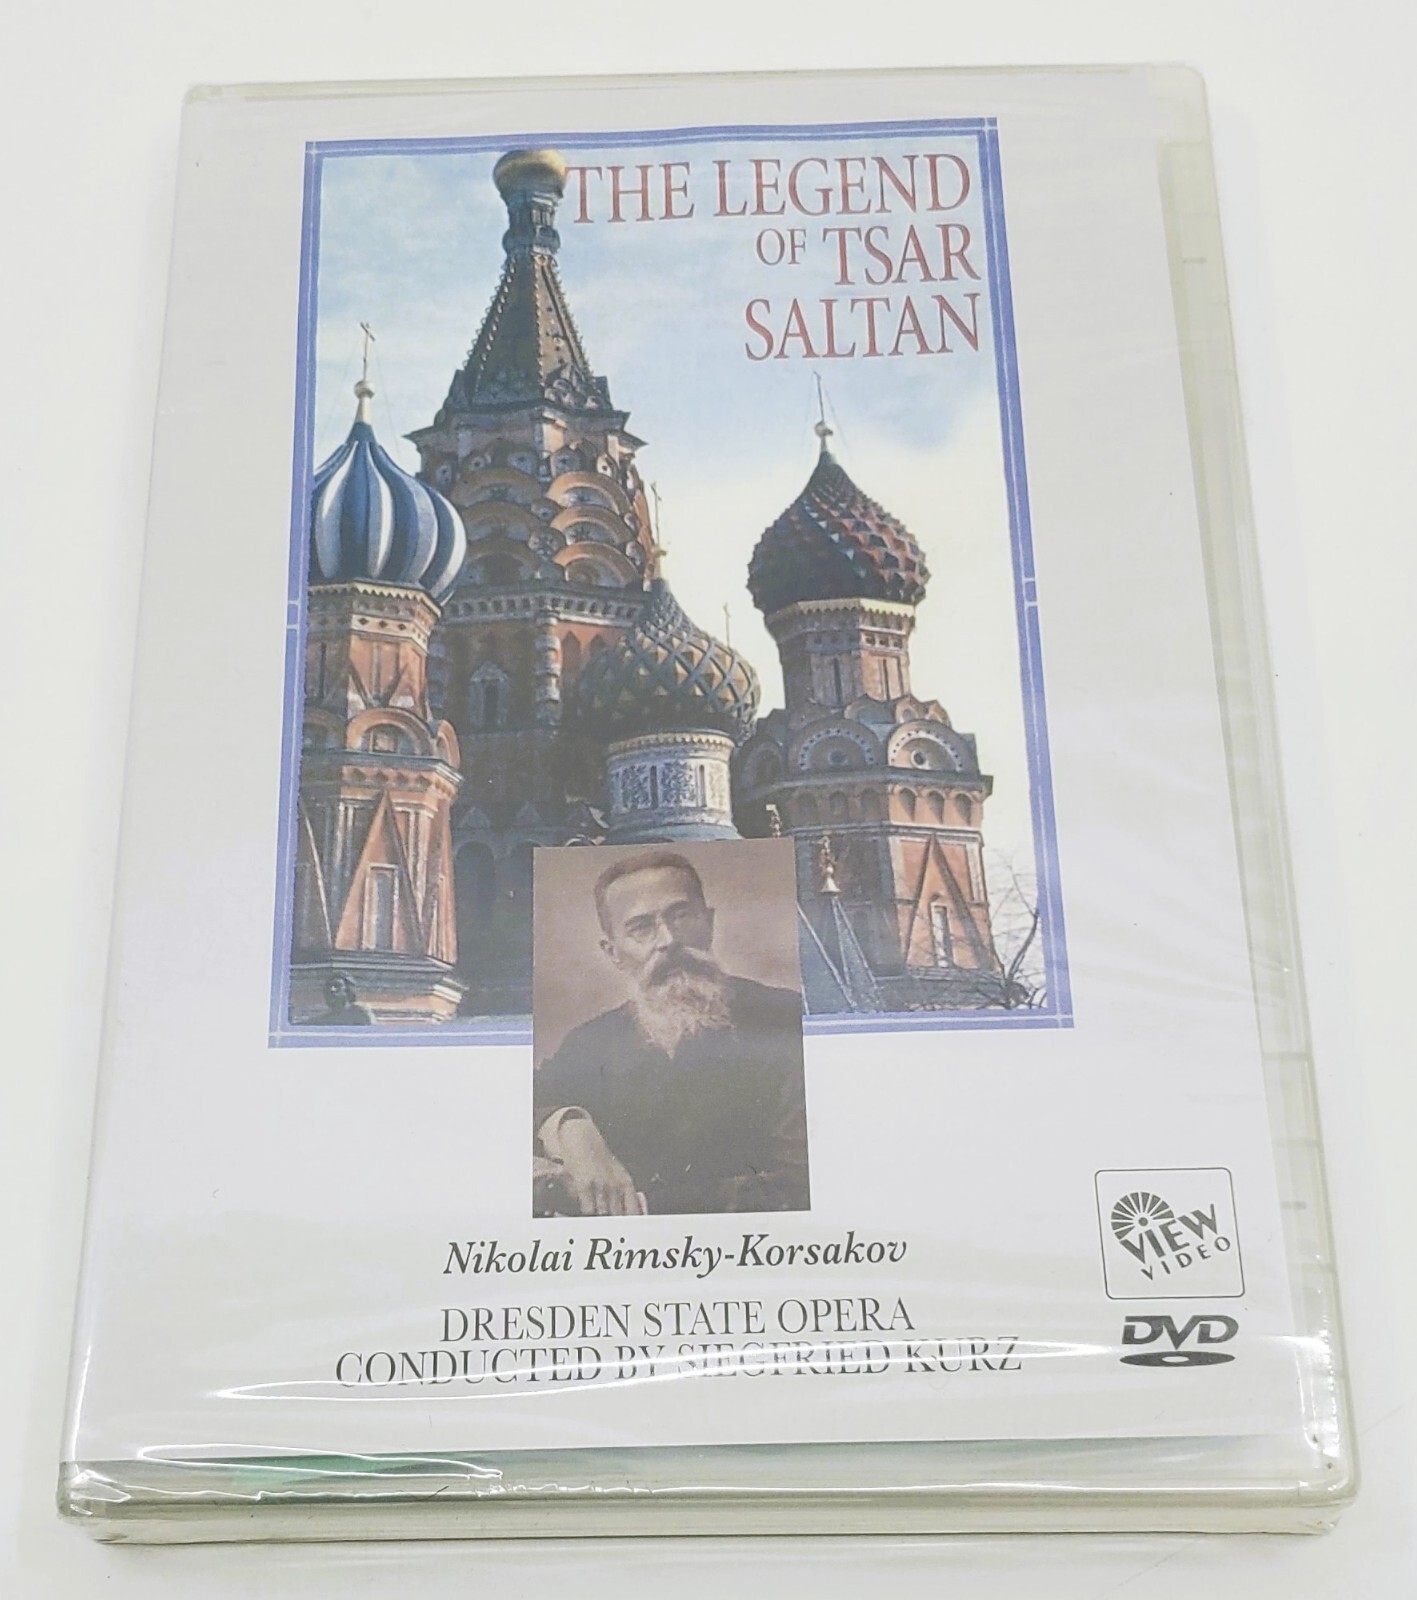 THE LEGEND
OF TSAR
SALTAN
Nikolai Rimsky-Korsakov
DRESDEN STATE OPERA
CONDUCTED BY SIEGFRIED KURZ
VIEW
VIDEO
DVD